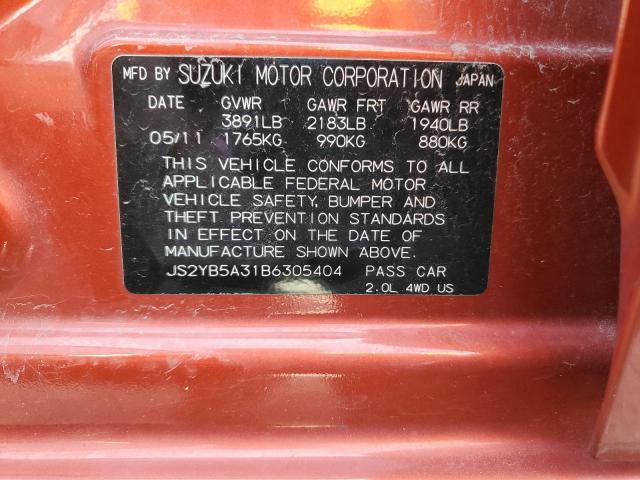 MFD BY SUZUKI MOTOR CORPORATION JAPAN
DATE GVWR GAWR FRT GAWR RR
3891LB 2183LB 1940LB
05/11 1765KG 990KG 880KG
THIS VEHICLE CONFORMS TO ALL
APPLICABLE FEDERAL MOTOR
VEHICLE SAFETY, BUMPER AND
THEFT PREVENTION STANDARDS
IN EFFECT ON THE DATE OF
MANUFACTURE SHOWN ABOVE.
JS2YB5A31B6305404 PASS CAR
2.0L 4WD US